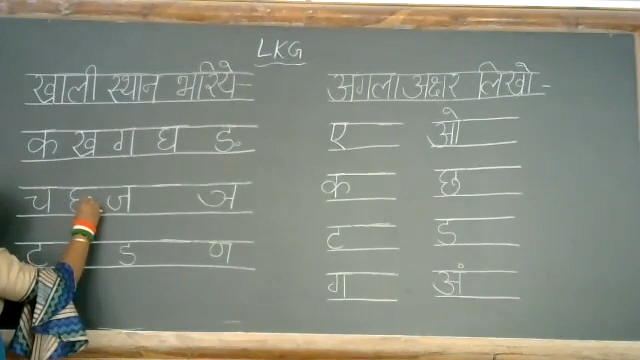 LKG
खाली स्थान भरिये-
क ख ग घ ङ
च छ ज ञ
ट ड ण
अगला अक्षर लिखो-
ए ओ
क छ
ट ड
ग अं